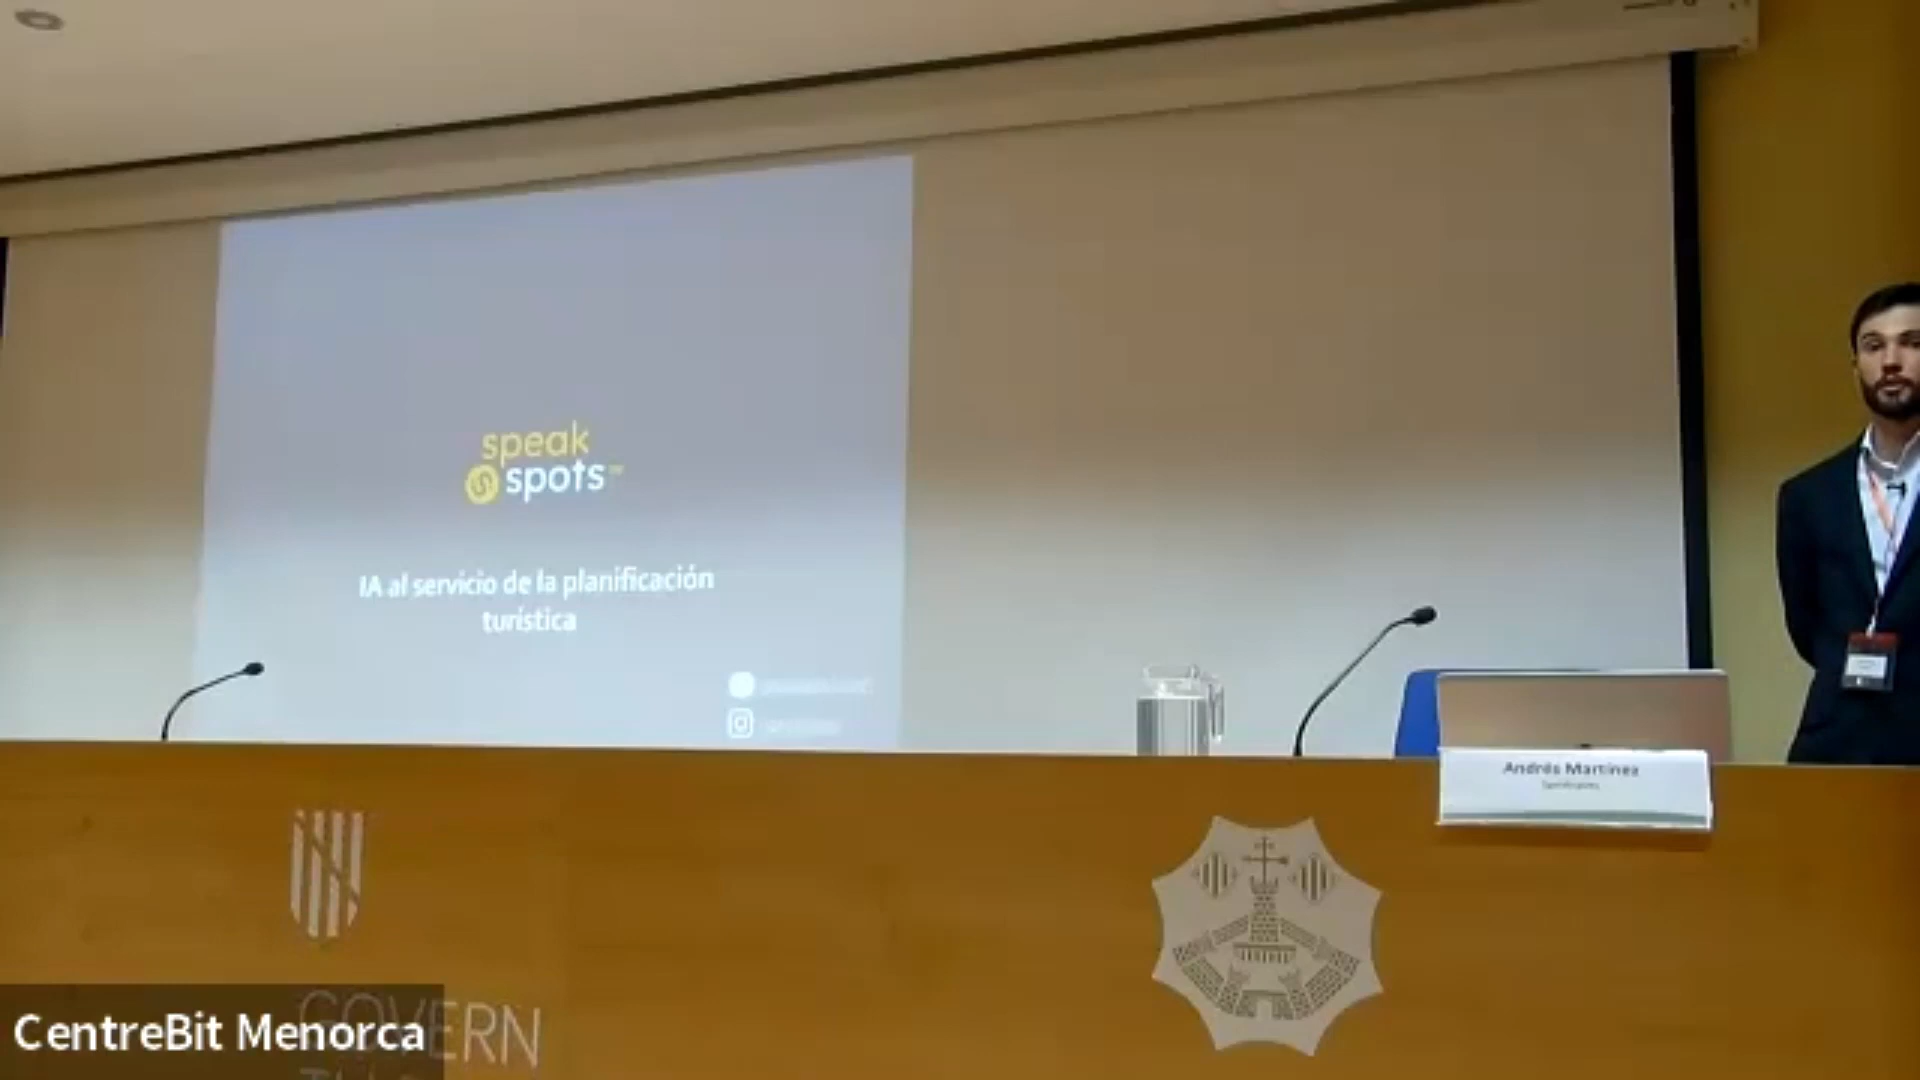 speak
spots
IA al servicio de la planificación
turística
Andrés Martínez
GOVERN
CentreBit Menorca